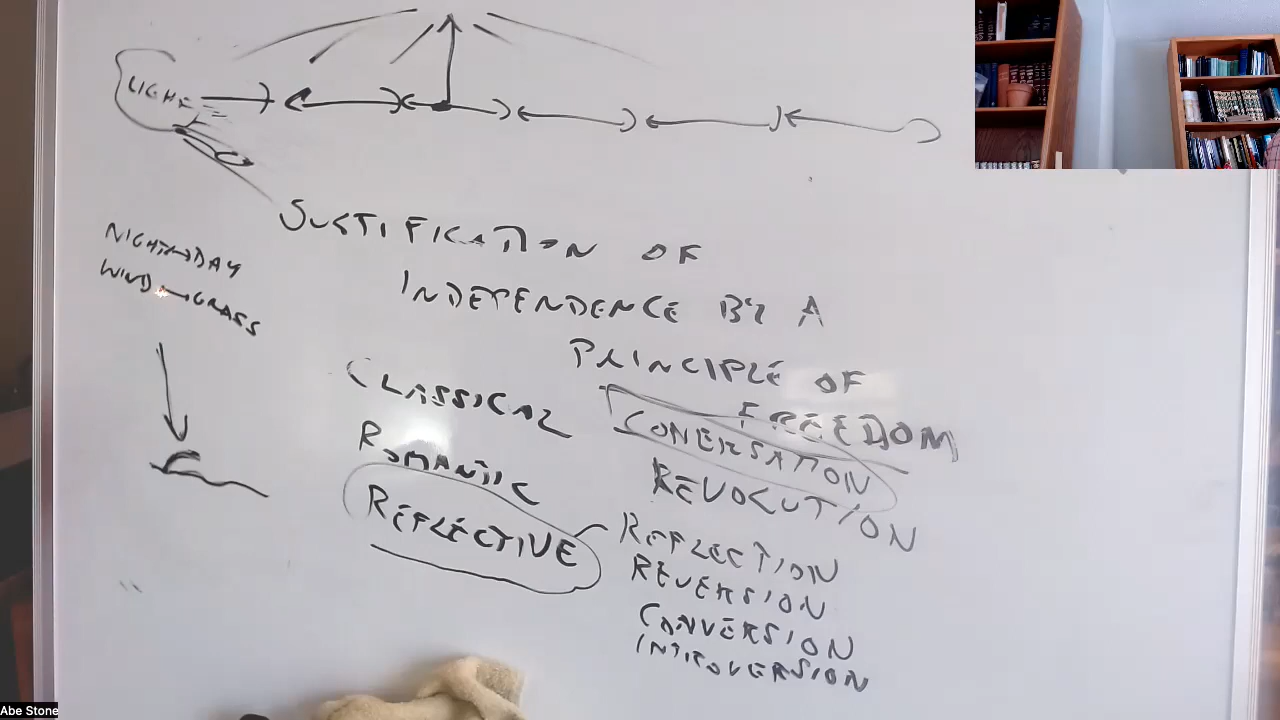 LIGHT
JUSTIFICATION OF
INDEPENDENCE BY A
PRINCIPLE OF
FREEDOM
NIGHT→DAY
WIND→GRASS
CLASSICAL
ROMANTIC
REFLECTIVE
CONERSATION
REVOLUTION
REFLECTION
REVERSION
CONVERSION
INTROVERSION
Abe Stone